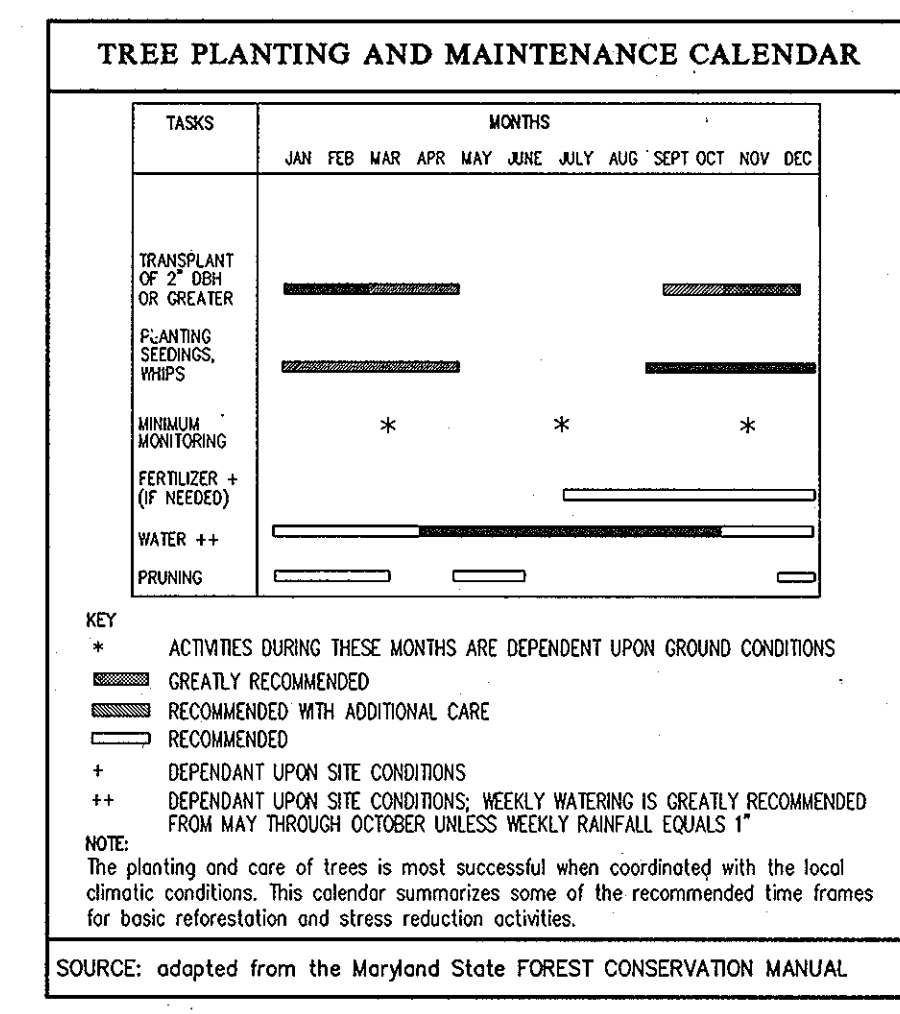 TREE PLANTING AND MAINTENANCE CALENDAR
TASKS
MONTHS
JAN FEB MAR APR MAY JUNE JULY AUG SEPT OCT NOV DEC
TRANSPLANT
OF 2" DBH
OR GREATER
PLANTING
SEEDINGS,
WHIPS
MINIMUM
MONITORING
* * *
FERTILIZER +
(IF NEEDED)
WATER ++
PRUNING
KEY
* ACTIVITIES DURING THESE MONTHS ARE DEPENDENT UPON GROUND CONDITIONS
GREATLY RECOMMENDED
RECOMMENDED WITH ADDITIONAL CARE
RECOMMENDED
+ DEPENDANT UPON SITE CONDITIONS
++ DEPENDANT UPON SITE CONDITIONS; WEEKLY WATERING IS GREATLY RECOMMENDED
FROM MAY THROUGH OCTOBER UNLESS WEEKLY RAINFALL EQUALS 1"
NOTE:
The planting and care of trees is most successful when coordinated with the local
climatic conditions. This calendar summarizes some of the recommended time frames
for basic reforestation and stress reduction activities.
SOURCE: adapted from the Maryland State FOREST CONSERVATION MANUAL